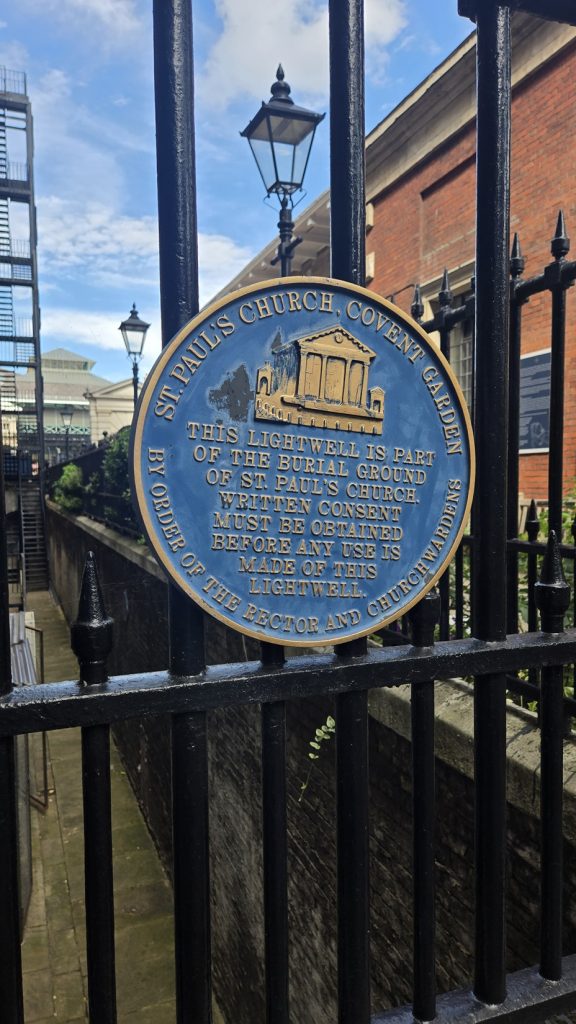 ST. PAUL'S CHURCH, COVENT GARDEN
THIS LIGHTWELL IS PART
OF THE BURIAL GROUND
OF ST. PAUL'S CHURCH.
WRITTEN CONSENT
MUST BE OBTAINED
BEFORE ANY USE IS
MADE OF THIS
LIGHTWELL.
BY ORDER OF THE RECTOR AND CHURCHWARDENS